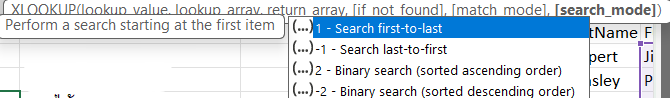 XLOOKUP(lookup_value, lookup_array, return_array, [if_not_found], [match_mode], [search_mode])
Perform a search starting at the first item
(...) 1 - Search first-to-last
(...) -1 - Search last-to-first
(...) 2 - Binary search (sorted ascending order)
(...) -2 - Binary search (sorted descending order)
tName F
pert Ji
sley P